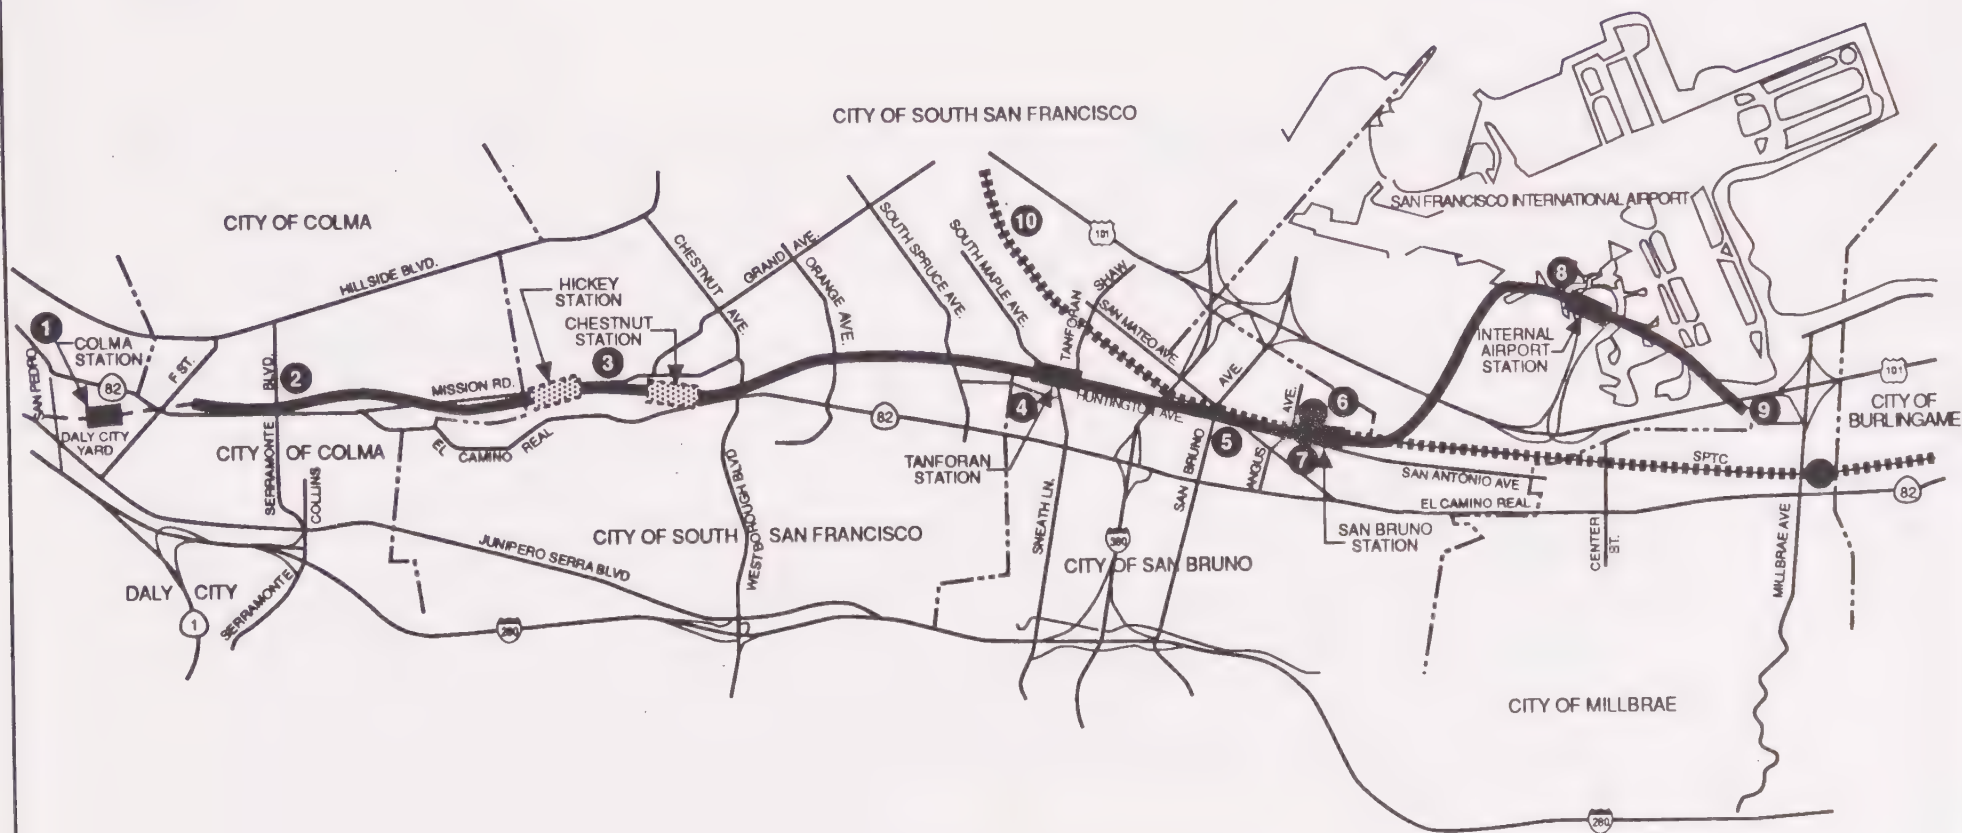 CITY OF SOUTH SAN FRANCISCO
SAN FRANCISCO INTERNATIONAL AIRPORT
CITY OF COLMA
HILLSIDE BLVD.
CHESTNUT AVE.
GRAND AVE.
ORANGE AVE.
SOUTH SPRUCE AVE.
SOUTH MAPLE AVE.
10
101
TANFORAN
SHAW
SAN MATEO AVE.
8
INTERNAL
AIRPORT
STATION
HICKEY
STATION
CHESTNUT
STATION
3
1
COLMA
STATION
SAN PEDRO
82
F ST.
DALY CITY
YARD
SERRAMONTE BLVD.
2
MISSION RD.
EL CAMINO REAL
CITY OF COLMA
COLLINS
4
TANFORAN
STATION
HUNTINGTON AVE.
82
5
SAN BRUNO AVE.
ANGUS AVE.
6
7
SAN BRUNO
STATION
SAN ANTONIO AVE
EL CAMINO REAL
SPTC
9
101
CITY OF
BURLINGAME
82
CENTER ST.
MILLBRAE AVE
CITY OF SOUTH SAN FRANCISCO
JUNIPERO SERRA BLVD
WESTBOROUGH BLVD
SNEATH LN.
380
CITY OF SAN BRUNO
DALY CITY
1
SERRAMONTE
280
CITY OF MILLBRAE
280